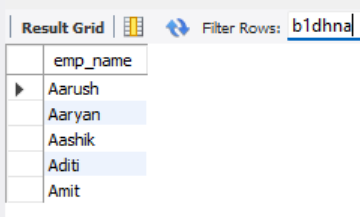 Result Grid Filter Rows: b1dhna
emp_name
Aarush
Aaryan
Aashik
Aditi
Amit